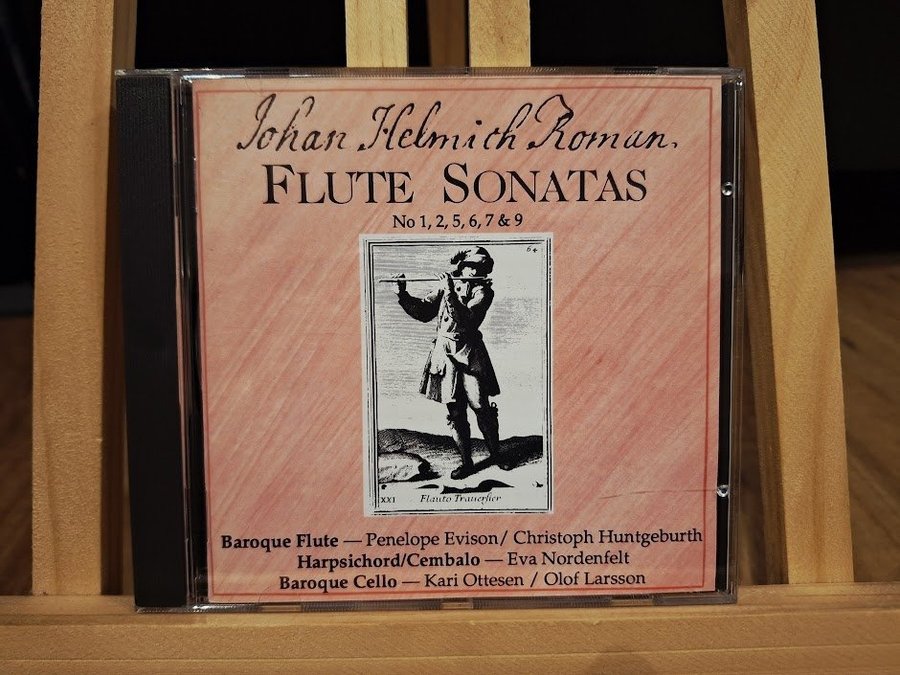 Johan Helmich Roman.
FLUTE SONATAS
No 1, 2, 5, 6, 7 & 9
64
XXI Flauto Trauerſier
Baroque Flute — Penelope Evison / Christoph Huntgeburth
Harpsichord/Cembalo — Eva Nordenfelt
Baroque Cello — Kari Ottesen / Olof Larsson